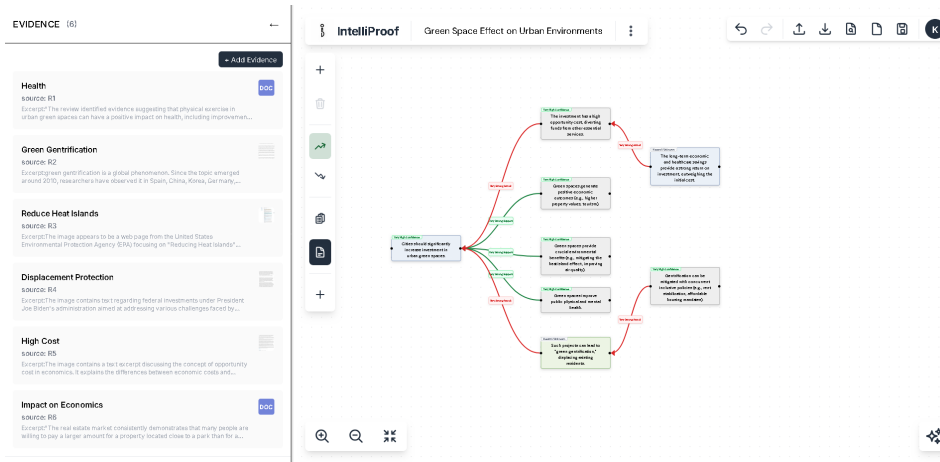 EVIDENCE (6)
←
+ Add Evidence
Health
DOC
source: R1
Excerpt:"The review identified evidence suggesting that physical exercise in
urban green spaces can have a positive impact on health, including improvemen...
Green Gentrification
source: R2
Excerpt:green gentrification is a global phenomenon. Since the topic emerged
around 2010, researchers have observed it in Spain, China, Korea, Germany,...
Reduce Heat Islands
source: R3
Excerpt:The image appears to be a web page from the United States
Environmental Protection Agency (EPA) focusing on "Reducing Heat Islands"...
Displacement Protection
source: R4
Excerpt:The image contains text regarding federal investments under President
Joe Biden's administration aimed at addressing various challenges faced by...
High Cost
source: R5
Excerpt:The image contains a text excerpt discussing the concept of opportunity
cost in economics. It explains the differences between economic costs and...
Impact on Economics
DOC
source: R6
Excerpt:"The real estate market consistently demonstrates that many people are
willing to pay a larger amount for a property located close to a park than for a...
IntelliProof
Green Space Effect on Urban Environments
K
The investment has a high
opportunity cost, diverting
funds from other essential
services.
The long-term economic
and healthcare savings
provide a strong return on
investment, outweighing the
initial cost.
Green spaces generate
positive economic
outcomes (e.g., higher
property values, tourism).
Cities should significantly
increase investment in
urban green spaces
Green spaces provide
crucial environmental
benefits (e.g., mitigating the
heat island effect, improving
air quality)
Green spaces improve
public physical and mental
health.
Gentrification can be
mitigated with concurrent
inclusive policies (e.g., rent
stabilization, affordable
housing mandates)
Such projects can lead to
"green gentrification,"
displacing existing
residents.